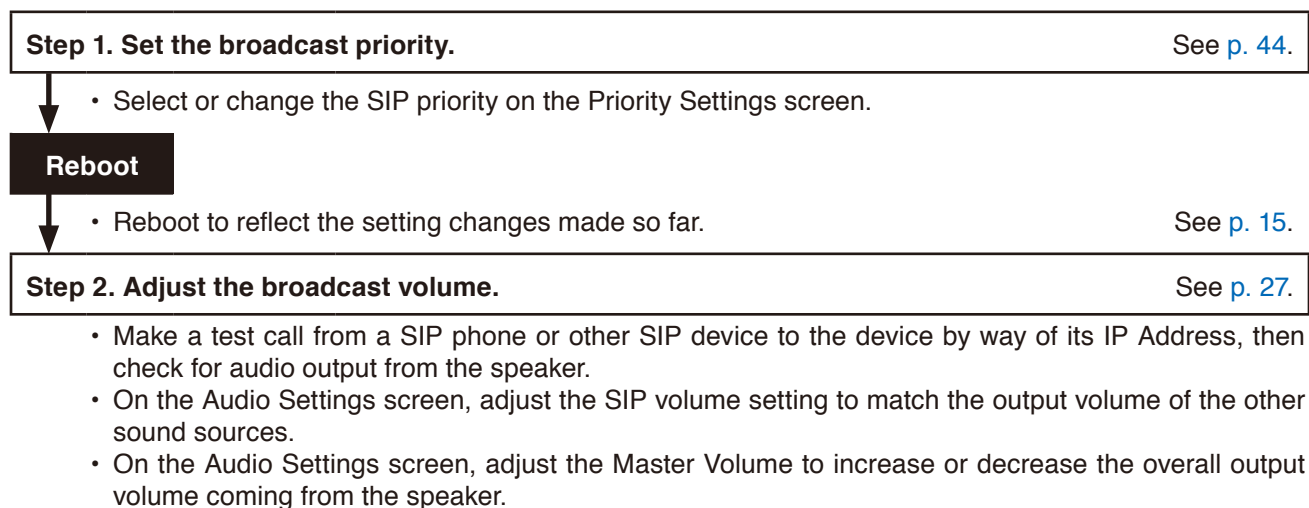 Step 1. Set the broadcast priority. See p. 44.
• Select or change the SIP priority on the Priority Settings screen.
Reboot
• Reboot to reflect the setting changes made so far. See p. 15.
Step 2. Adjust the broadcast volume. See p. 27.
• Make a test call from a SIP phone or other SIP device to the device by way of its IP Address, then
check for audio output from the speaker.
• On the Audio Settings screen, adjust the SIP volume setting to match the output volume of the other
sound sources.
• On the Audio Settings screen, adjust the Master Volume to increase or decrease the overall output
volume coming from the speaker.